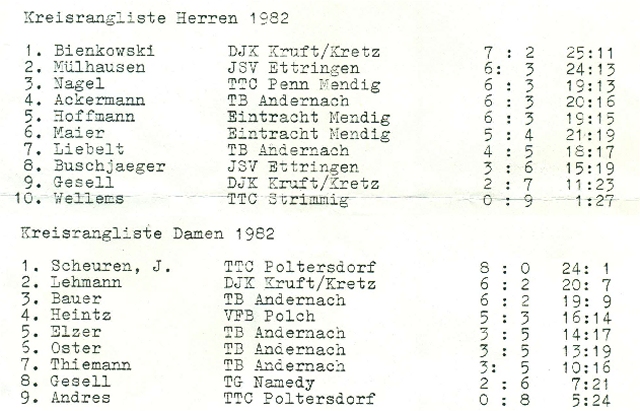 Kreisrangliste Herren 1982
1. Bienkowski DJK Kruft/Kretz 7 : 2 25:11
2. Mülhausen JSV Ettringen 6: 3 24:13
3. Nagel TTC Penn Mendig 6 : 3 19:13
4. Ackermann TB Andernach 6 : 3 20:16
5. Hoffmann Eintracht Mendig 6 : 3 19:15
6. Maier Eintracht Mendig 5 : 4 21:19
7. Liebelt TB Andernach 4 : 5 18:17
8. Buschjaeger JSV Ettringen 3 : 6 15:19
9. Gesell DJK Kruft/Kretz 2 : 7 11:23
10. Wellems TTC Strimmig 0 : 9 1:27
Kreisrangliste Damen 1982
1. Scheuren, J. TTC Poltersdorf 8 : 0 24: 1
2. Lehmann DJK Kruft/Kretz 6 : 2 20: 7
3. Bauer TB Andernach 6 : 2 19: 9
4. Heintz VFB Polch 5 : 3 16:14
5. Elzer TB Andernach 3 : 5 14:17
6. Oster TB Andernach 3 : 5 13:19
7. Thiemann TB Andernach 3: 5 10:16
8. Gesell TG Namedy 2 : 6 7:21
9. Andres TTC Poltersdorf 0 : 8 5:24